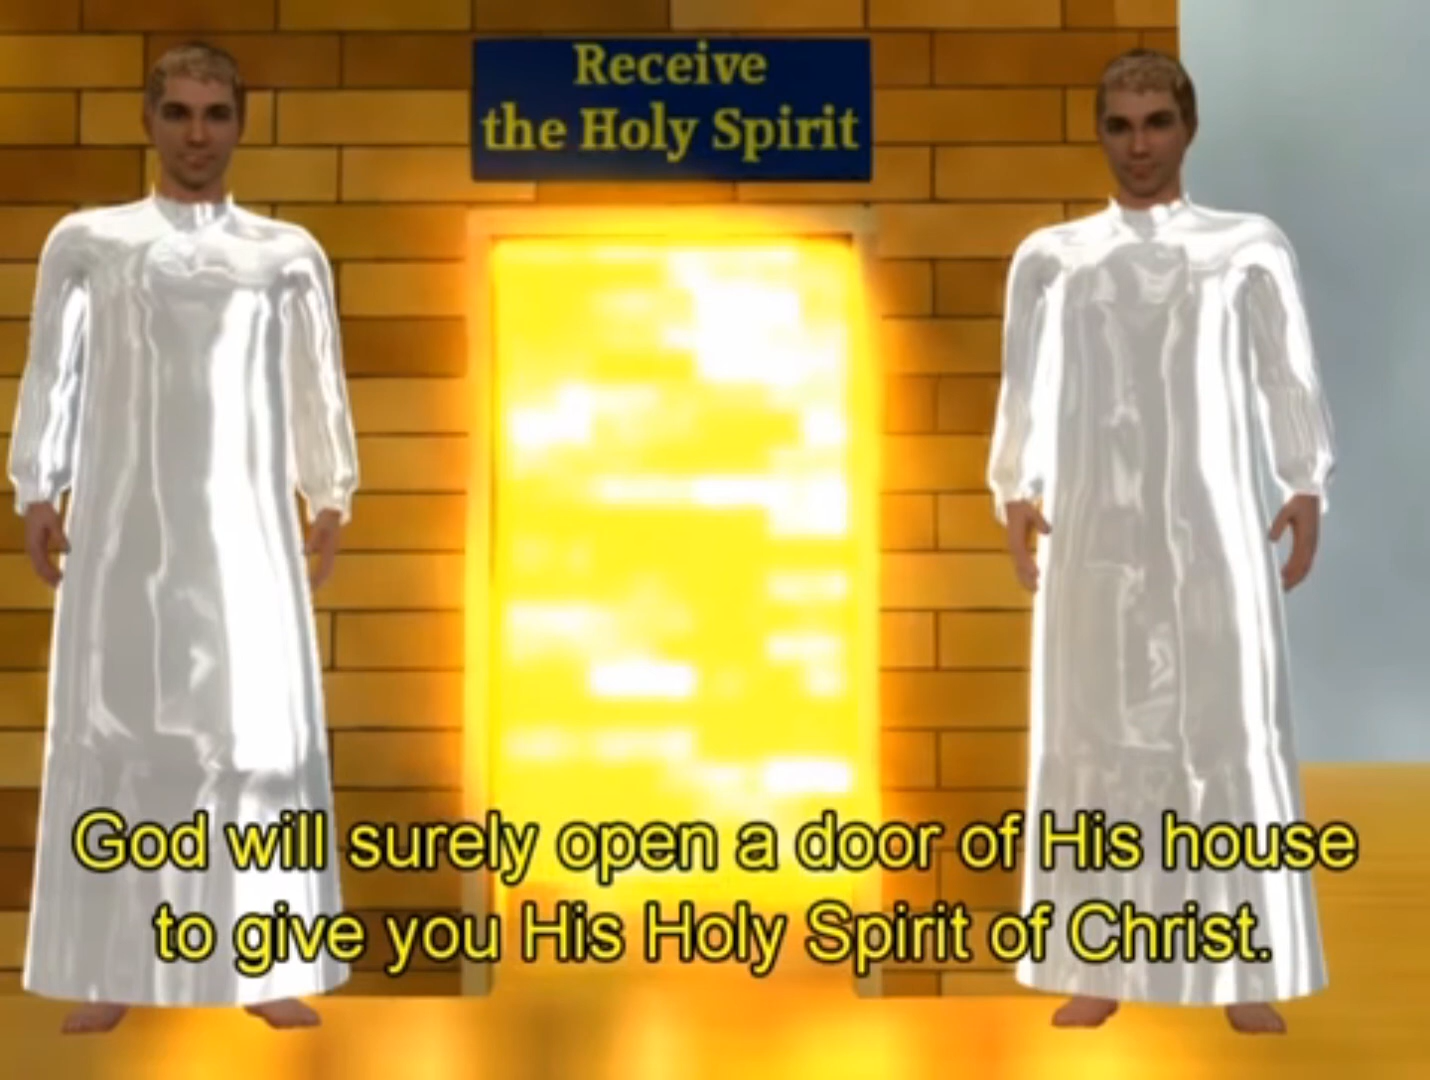 Receive
the Holy Spirit
God will surely open a door of His house
to give you His Holy Spirit of Christ.